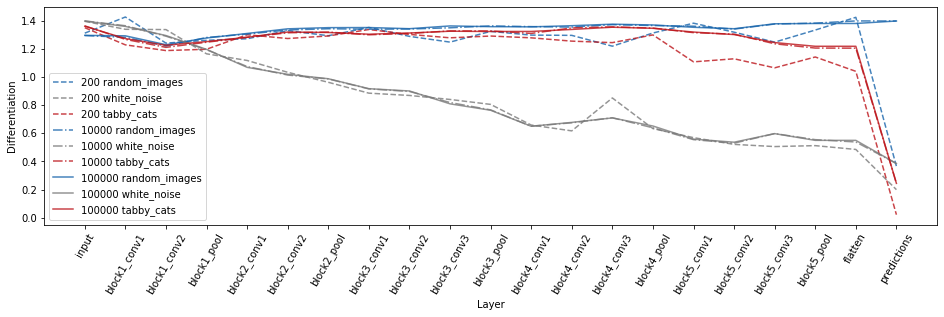 Differentiation
1.4
1.2
1.0
0.8
0.6
0.4
0.2
0.0
200 random_images
200 white_noise
200 tabby_cats
10000 random_images
10000 white_noise
10000 tabby_cats
100000 random_images
100000 white_noise
100000 tabby_cats
input
block1_conv1
block1_conv2
block1_pool
block2_conv1
block2_conv2
block2_pool
block3_conv1
block3_conv2
block3_conv3
block3_pool
block4_conv1
block4_conv2
block4_conv3
block4_pool
block5_conv1
block5_conv2
block5_conv3
block5_pool
flatten
predictions
Layer